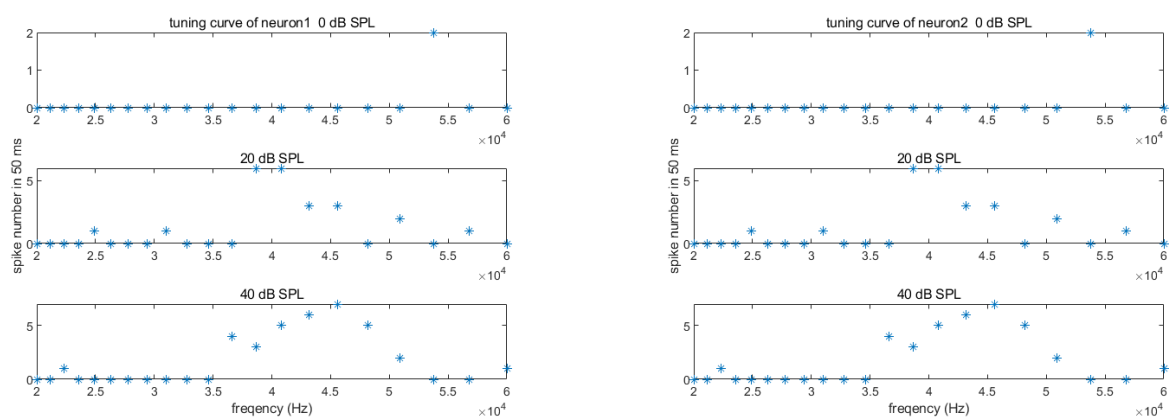 tuning curve of neuron1 0 dB SPL
2
1
0
2 2.5 3 3.5 4 4.5 5 5.5 6
×10^4
20 dB SPL
5
0
2 2.5 3 3.5 4 4.5 5 5.5 6
×10^4
spike number in 50 ms
40 dB SPL
5
0
2 2.5 3 3.5 4 4.5 5 5.5 6
×10^4
freqency (Hz)
tuning curve of neuron2 0 dB SPL
2
1
0
2 2.5 3 3.5 4 4.5 5 5.5 6
×10^4
20 dB SPL
5
0
2 2.5 3 3.5 4 4.5 5 5.5 6
×10^4
spike number in 50 ms
40 dB SPL
5
0
2 2.5 3 3.5 4 4.5 5 5.5 6
×10^4
freqency (Hz)